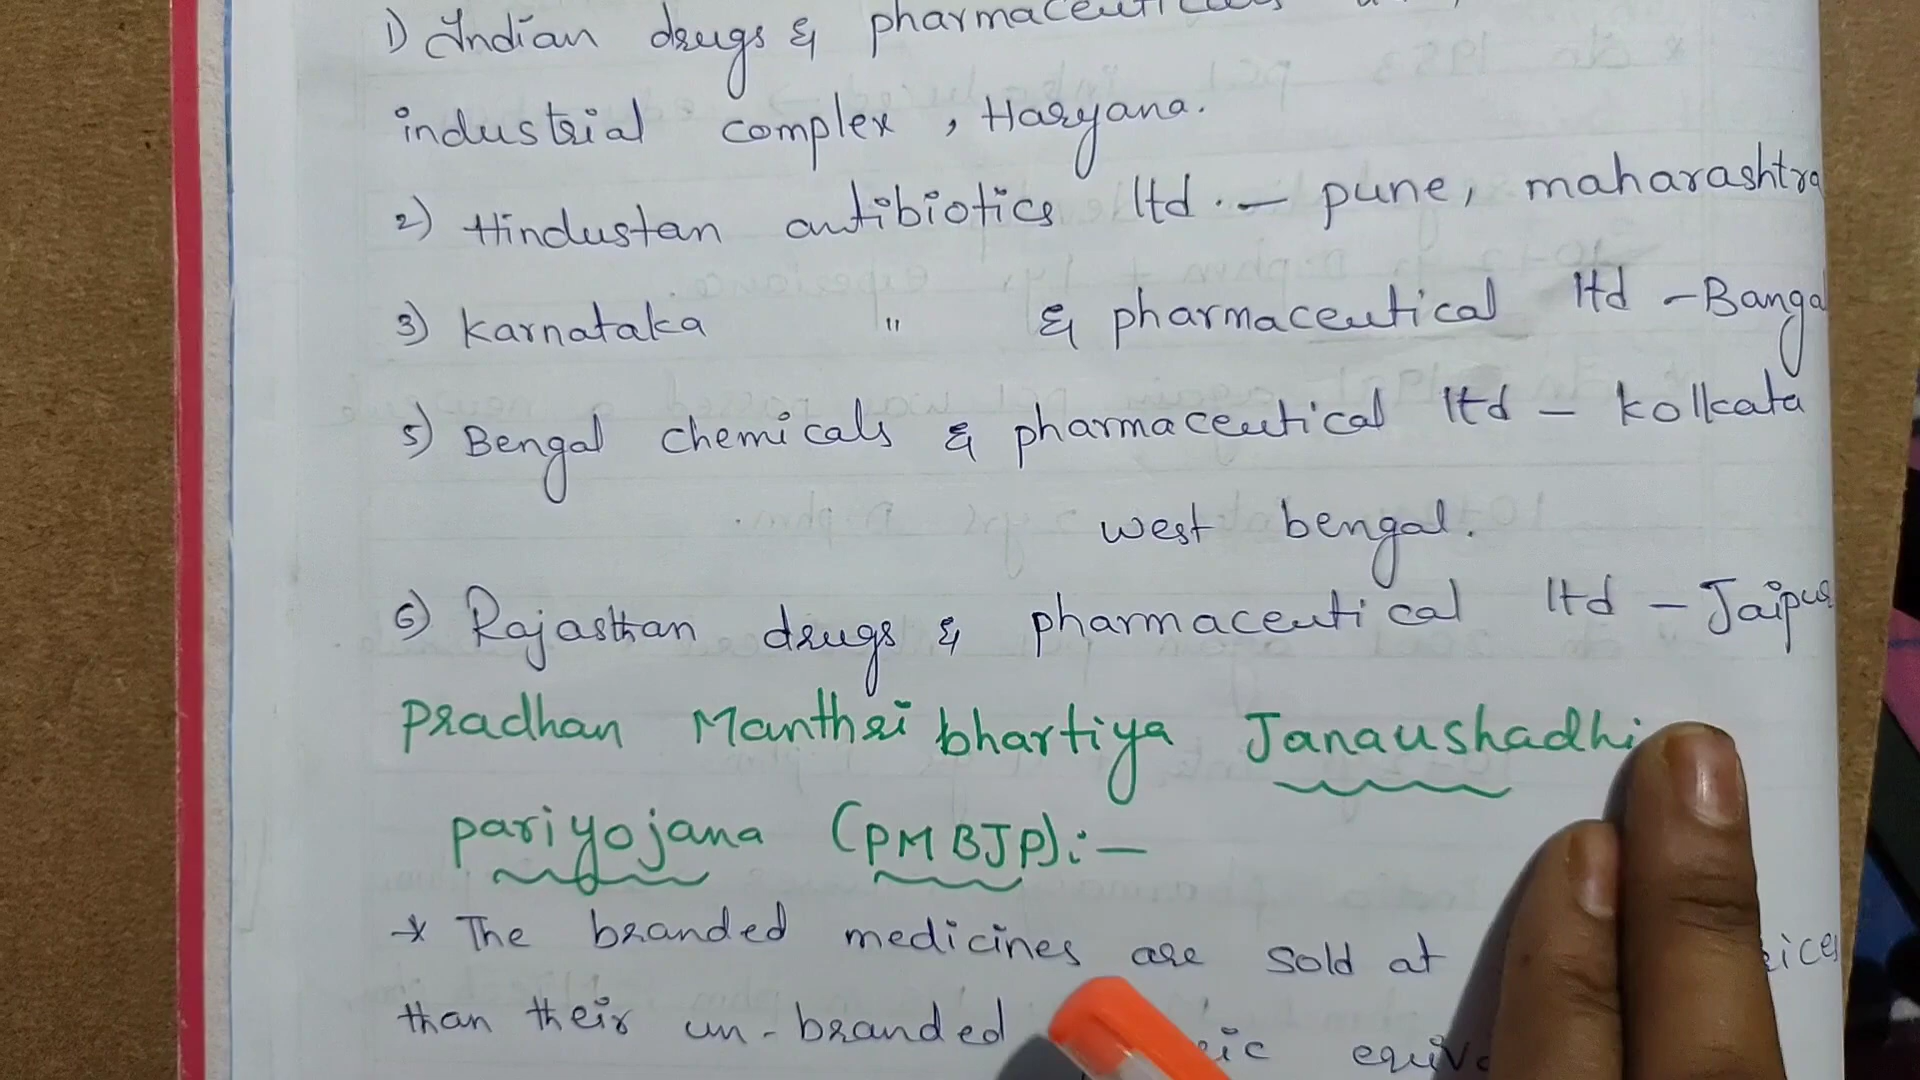 1) Indian drugs & pharmaceuticals
industrial complex, Haryana.
2) Hindustan antibiotics ltd. – pune, maharashtra
3) Karnataka " & pharmaceutical ltd – Banga
5) Bengal chemicals & pharmaceutical ltd – kolkata
west bengal.
6) Rajasthan drugs & pharmaceutical ltd – Jaipur
pradhan Manthri bhartiya Janaushadhi
pariyojana (PMBJP):–
* The branded medicines are sold at
than their un-branded